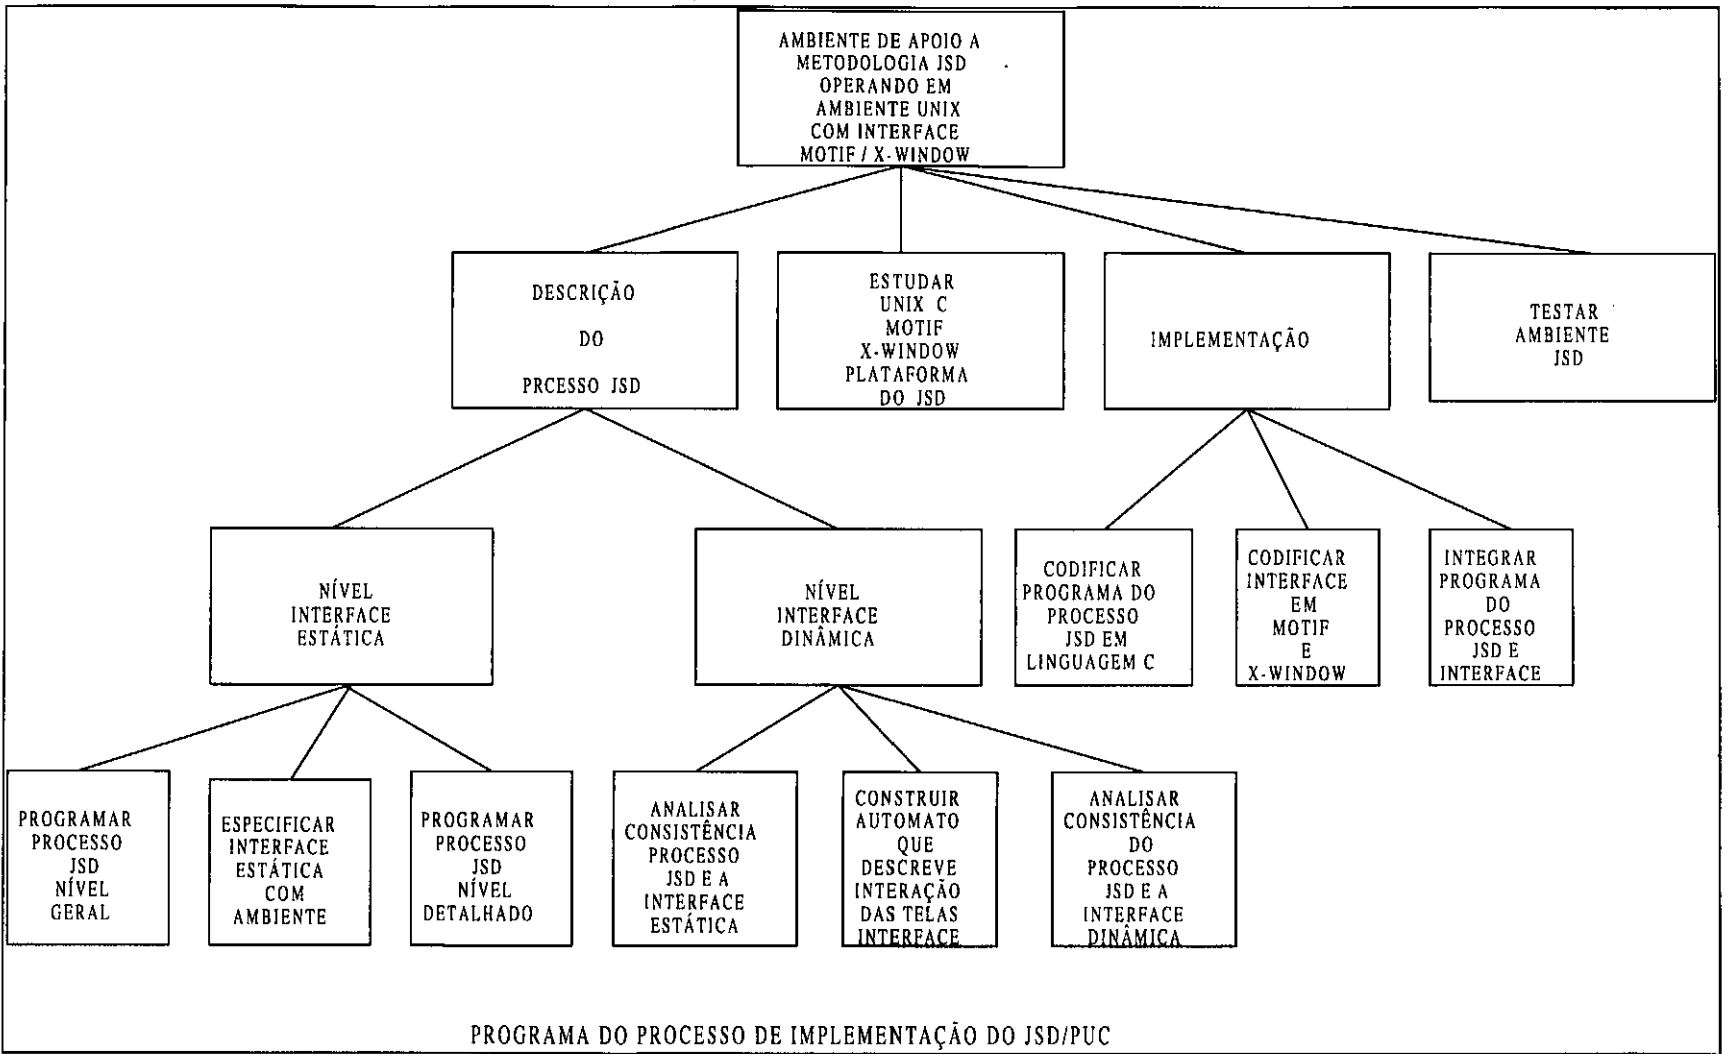 AMBIENTE DE APOIO A
METODOLOGIA JSD
OPERANDO EM
AMBIENTE UNIX
COM INTERFACE
MOTIF / X-WINDOW
DESCRIÇÃO
DO
PRCESSO JSD
ESTUDAR
UNIX C
MOTIF
X-WINDOW
PLATAFORMA
DO JSD
IMPLEMENTAÇÃO
TESTAR
AMBIENTE
JSD
NÍVEL
INTERFACE
ESTÁTICA
NÍVEL
INTERFACE
DINÂMICA
CODIFICAR
PROGRAMA DO
PROCESSO
JSD EM
LINGUAGEM C
CODIFICAR
INTERFACE
EM
MOTIF
E
X-WINDOW
INTEGRAR
PROGRAMA
DO
PROCESSO
JSD E
INTERFACE
PROGRAMAR
PROCESSO
JSD
NÍVEL
GERAL
ESPECIFICAR
INTERFACE
ESTÁTICA
COM
AMBIENTE
PROGRAMAR
PROCESSO
JSD
NÍVEL
DETALHADO
ANALISAR
CONSISTÊNCIA
PROCESSO
JSD E A
INTERFACE
ESTÁTICA
CONSTRUIR
AUTOMATO
QUE
DESCREVE
INTERAÇÃO
DAS TELAS
INTERFACE
ANALISAR
CONSISTÊNCIA
DO
PROCESSO
JSD E A
INTERFACE
DINÂMICA
PROGRAMA DO PROCESSO DE IMPLEMENTAÇÃO DO JSD/PUC